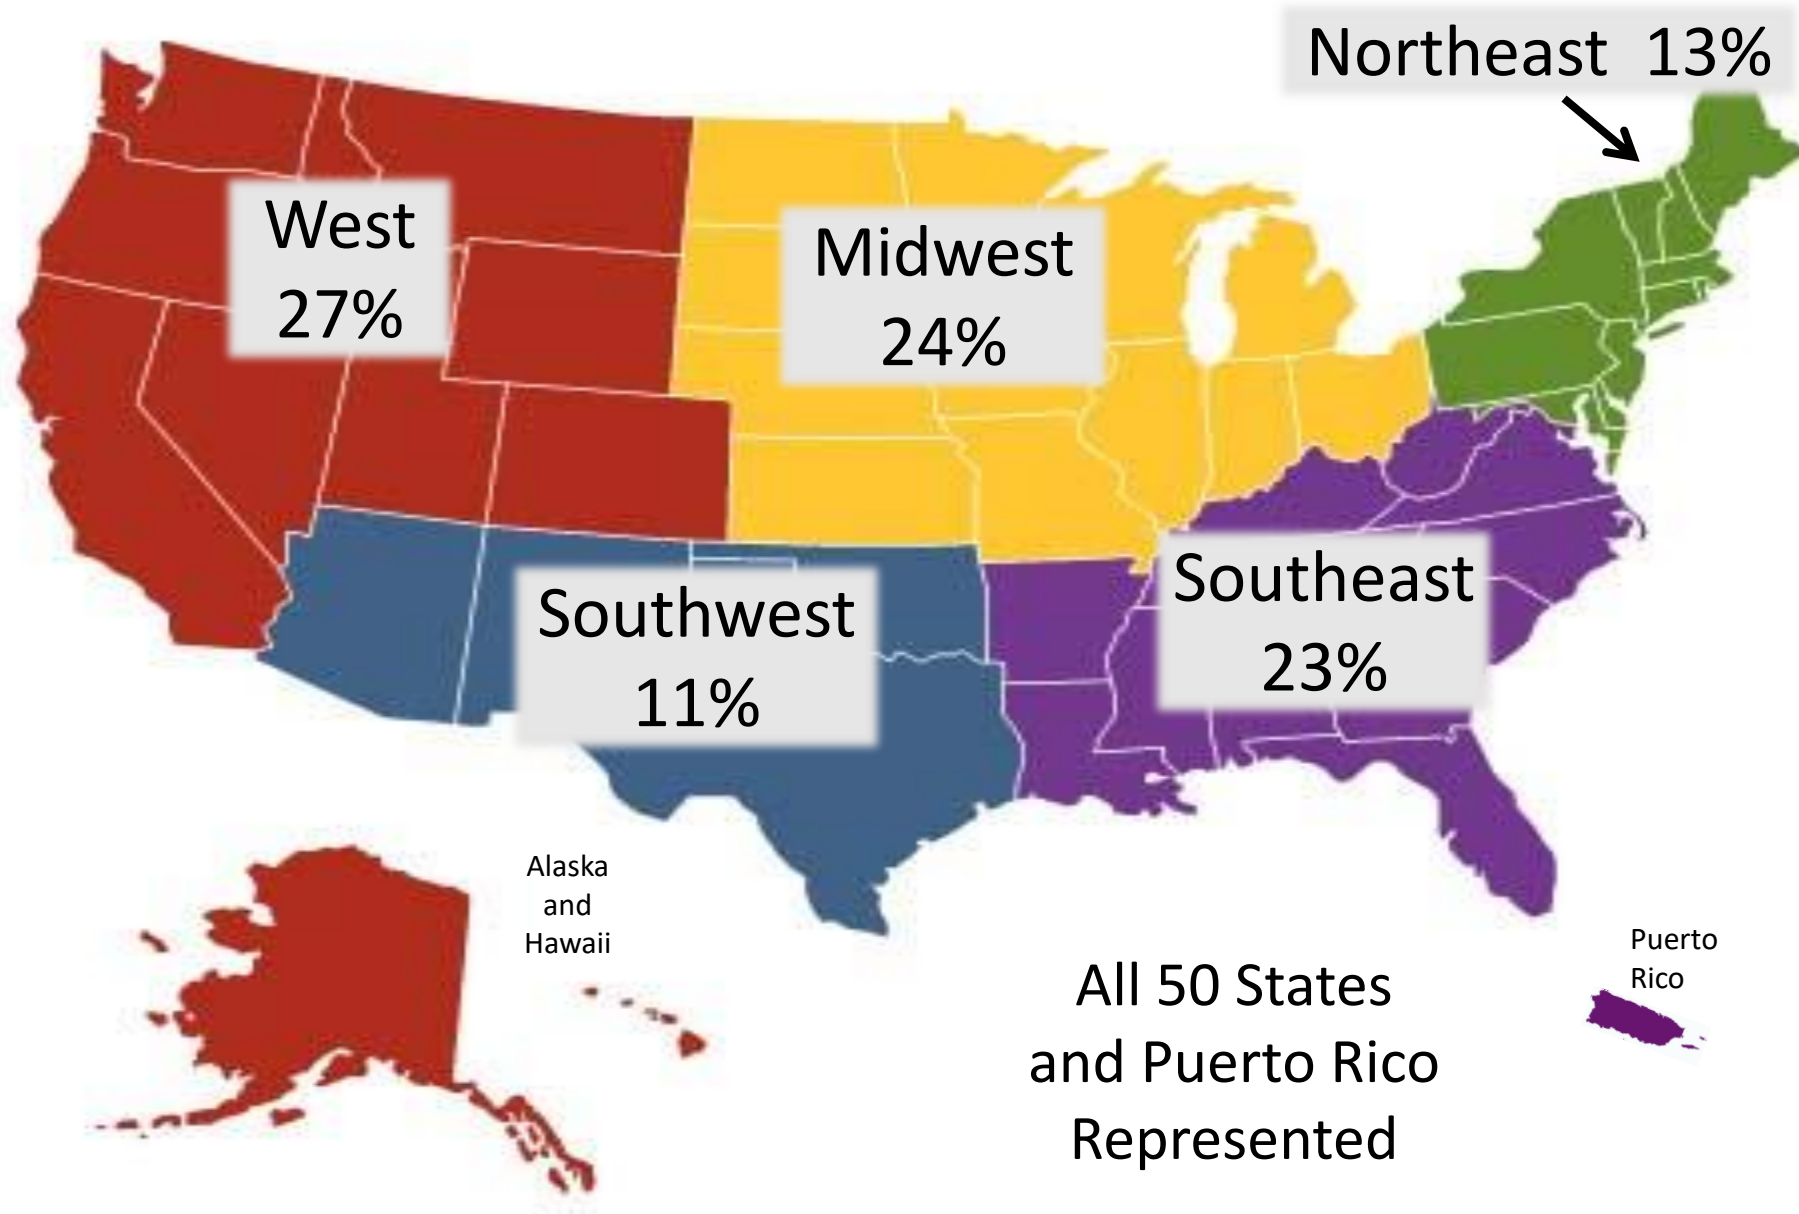 Northeast 13%
West
27%
Midwest
24%
Southwest
11%
Southeast
23%
Alaska
and
Hawaii
Puerto
Rico
All 50 States
and Puerto Rico
Represented